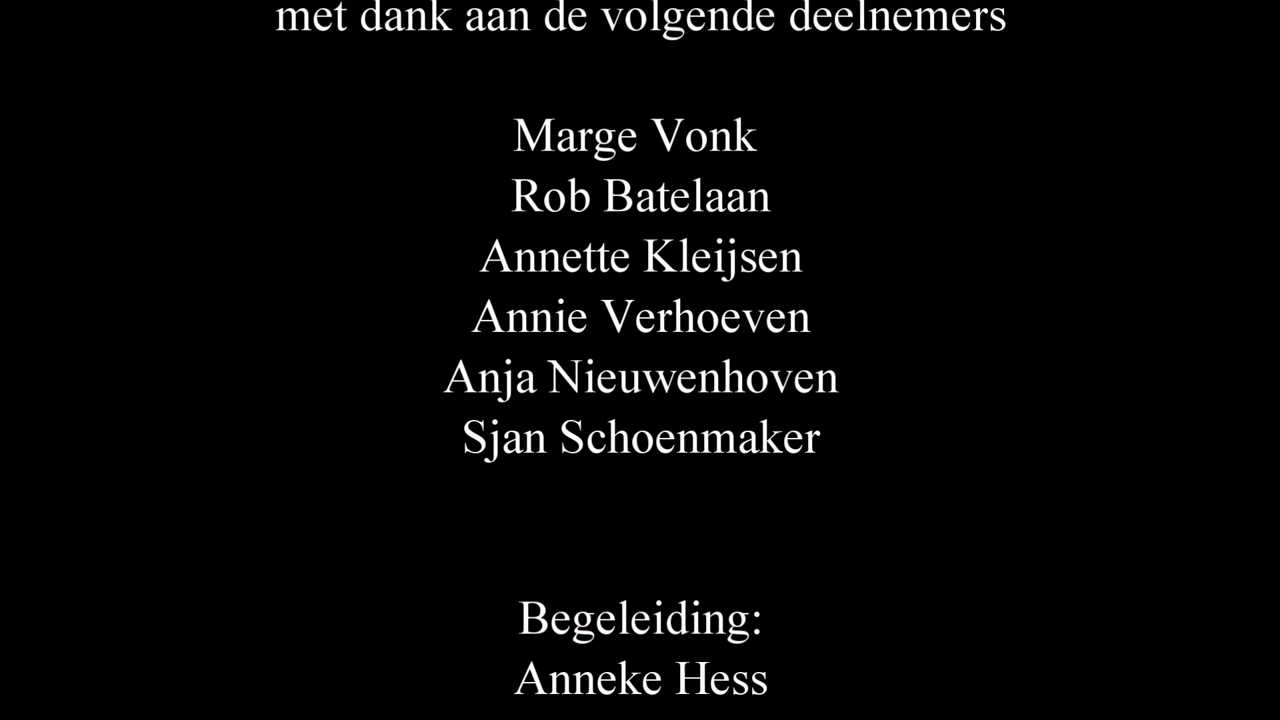 met dank aan de volgende deelnemers
Marge Vonk
Rob Batelaan
Annette Kleijsen
Annie Verhoeven
Anja Nieuwenhoven
Sjan Schoenmaker
Begeleiding:
Anneke Hess